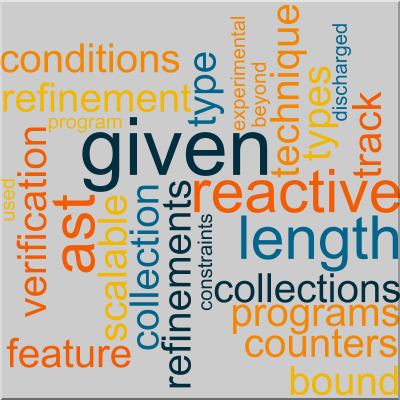 conditions
type
experimental
beyond
technique
types
discharged
refinement
program
given
track
used
verification
ast
scalable
collection
refinements
constraints
reactive
length
collections
programs
counters
feature
bound